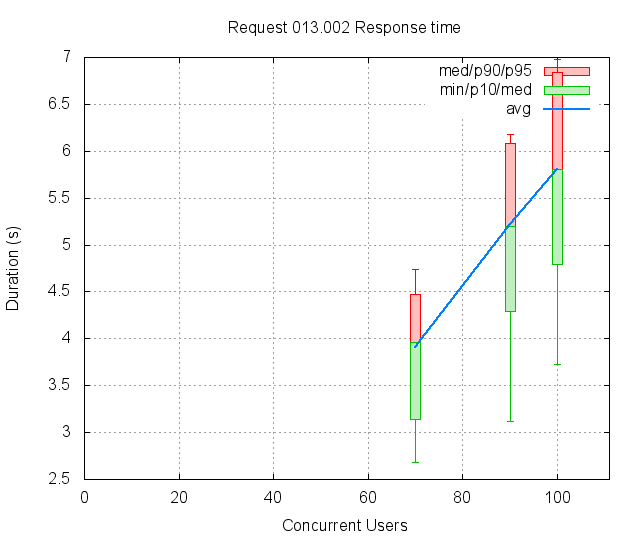 Request 013.002 Response time
med/p90/p95
min/p10/med
avg
7
6.5
6
5.5
5
4.5
4
3.5
3
2.5
Duration (s)
0 20 40 60 80 100
Concurrent Users